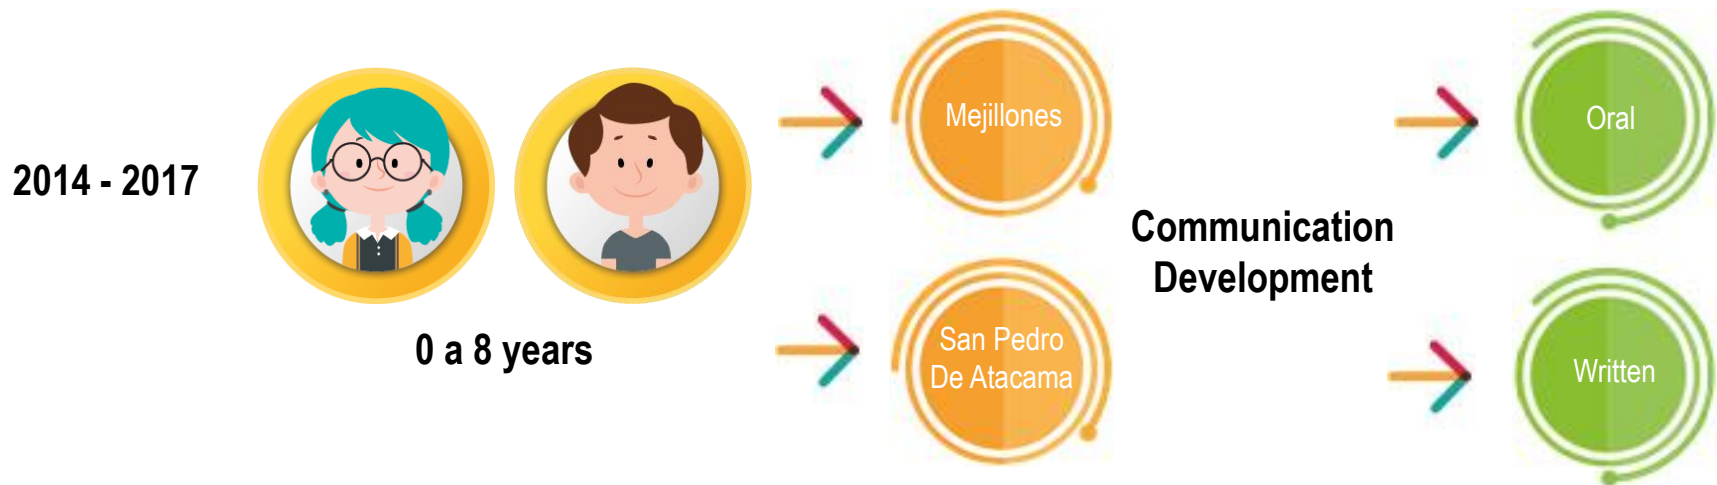 2014 - 2017
0 a 8 years
Mejillones
San Pedro
De Atacama
Communication
Development
Oral
Written